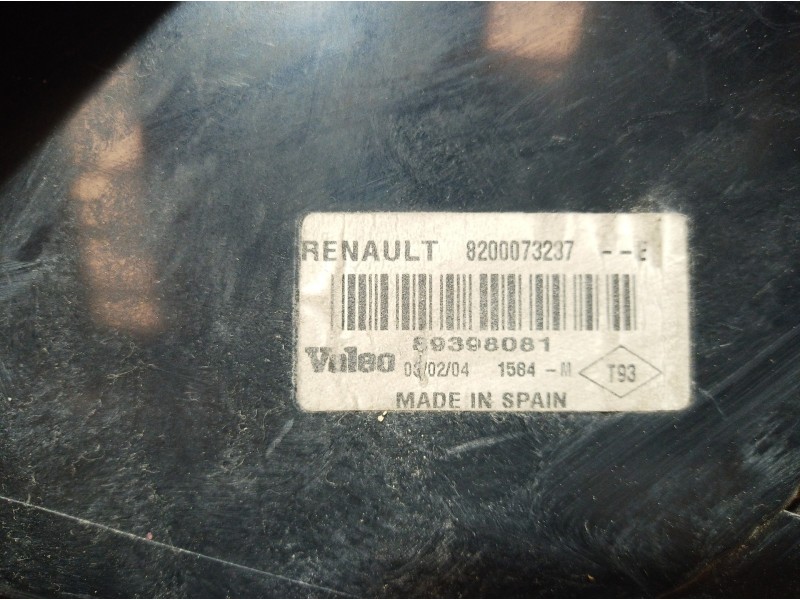 RENAULT 8200073237 --E
89398081
Valeo 03/02/04 1584 -M T93
MADE IN SPAIN